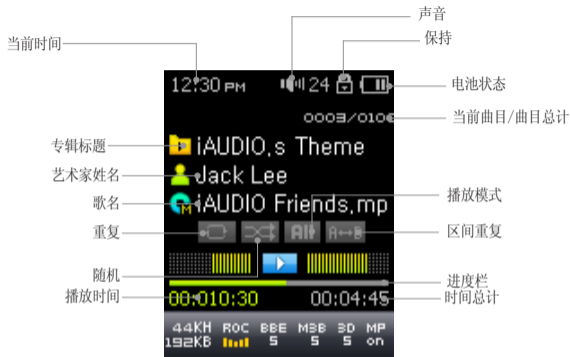 声音
保持
当前时间
12:30 PM 24
电池状态
0003/0100
当前曲目/曲目总计
专辑标题
iAUDIO,s Theme
艺术家姓名
Jack Lee
歌名
iAUDIO Friends,mp
播放模式
重复
All
A↔B
区间重复
随机
进度栏
播放时间
00:010:30
00:04:45
时间总计
44KH ROC BBE M3B 3D MP
192KB 5 5 5 on